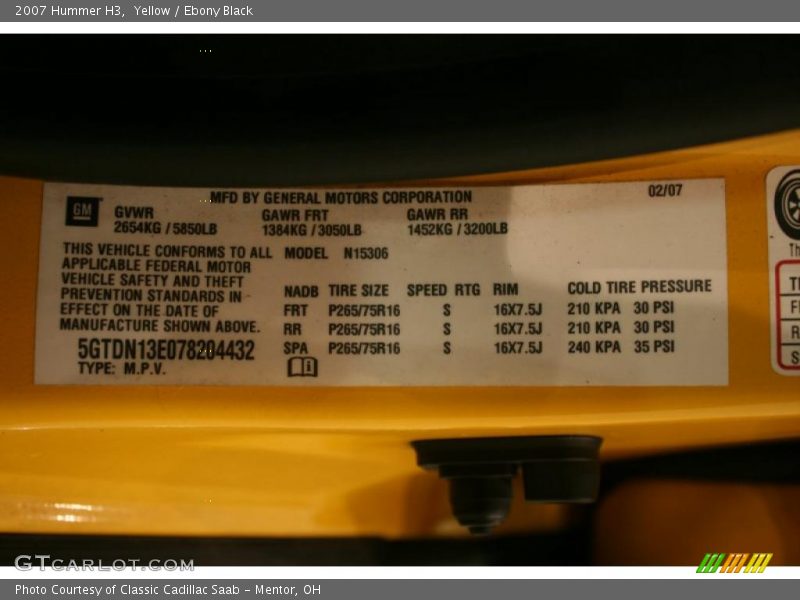 2007 Hummer H3, Yellow / Ebony Black
MFD BY GENERAL MOTORS CORPORATION 02/07
GM GVWR GAWR FRT GAWR RR
2654KG / 5850LB 1384KG / 3050LB 1452KG / 3200LB
THIS VEHICLE CONFORMS TO ALL MODEL N15306
APPLICABLE FEDERAL MOTOR
VEHICLE SAFETY AND THEFT
PREVENTION STANDARDS IN
EFFECT ON THE DATE OF
MANUFACTURE SHOWN ABOVE.
NADB TIRE SIZE SPEED RTG RIM COLD TIRE PRESSURE
FRT P265/75R16 S 16X7.5J 210 KPA 30 PSI
RR P265/75R16 S 16X7.5J 210 KPA 30 PSI
SPA P265/75R16 S 16X7.5J 240 KPA 35 PSI
5GTDN13E078204432
TYPE: M.P.V.
GTCARLOT.COM
Photo Courtesy of Classic Cadillac Saab - Mentor, OH